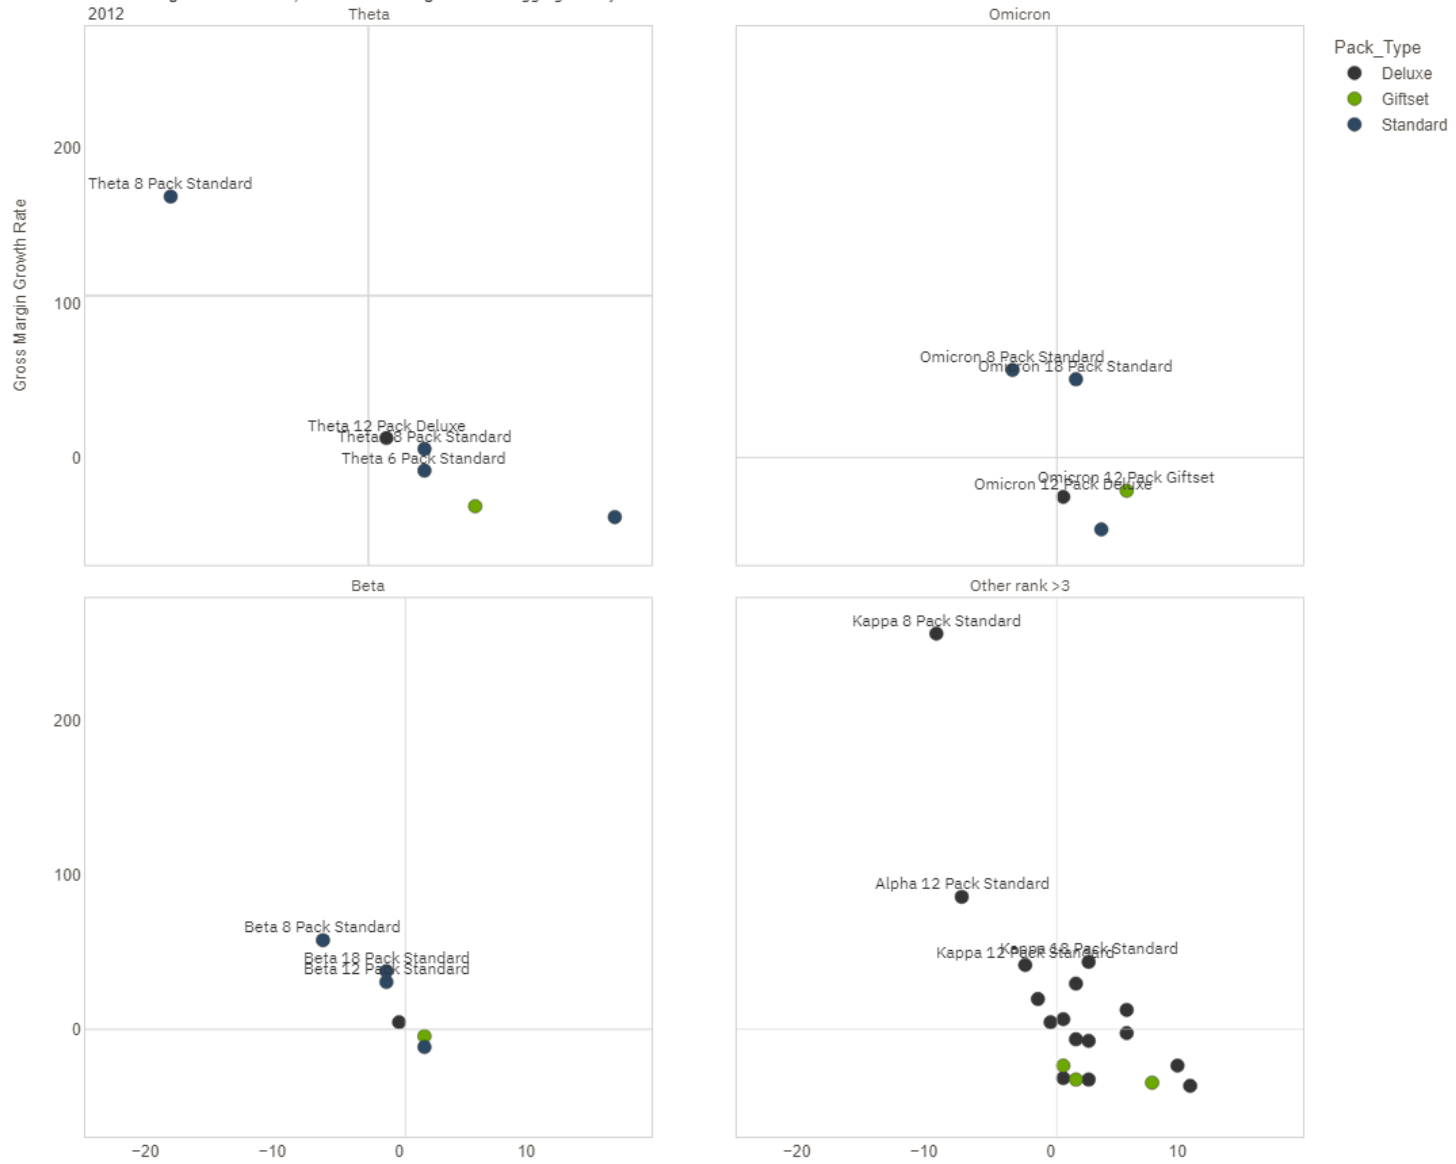 2012
Theta
Omicron
Pack_Type
Deluxe
Giftset
Standard
Gross Margin Growth Rate
200
100
0
Theta 8 Pack Standard
Theta 12 Pack Deluxe
8 Pack Standard
Theta 6 Pack Standard
Omicron 8 Pack Standard
Omicron 18 Pack Standard
Omicron 12 Pack Giftset
Omicron 12 Pack Deluxe
Beta
Other rank >3
200
100
0
Beta 8 Pack Standard
Beta 18 Pack Standard
Beta 12 Pack Standard
Kappa 8 Pack Standard
Alpha 12 Pack Standard
Kappa 18 Pack Standard
Kappa 12 Pack Standard
−20
−10
0
10
−20
−10
0
10